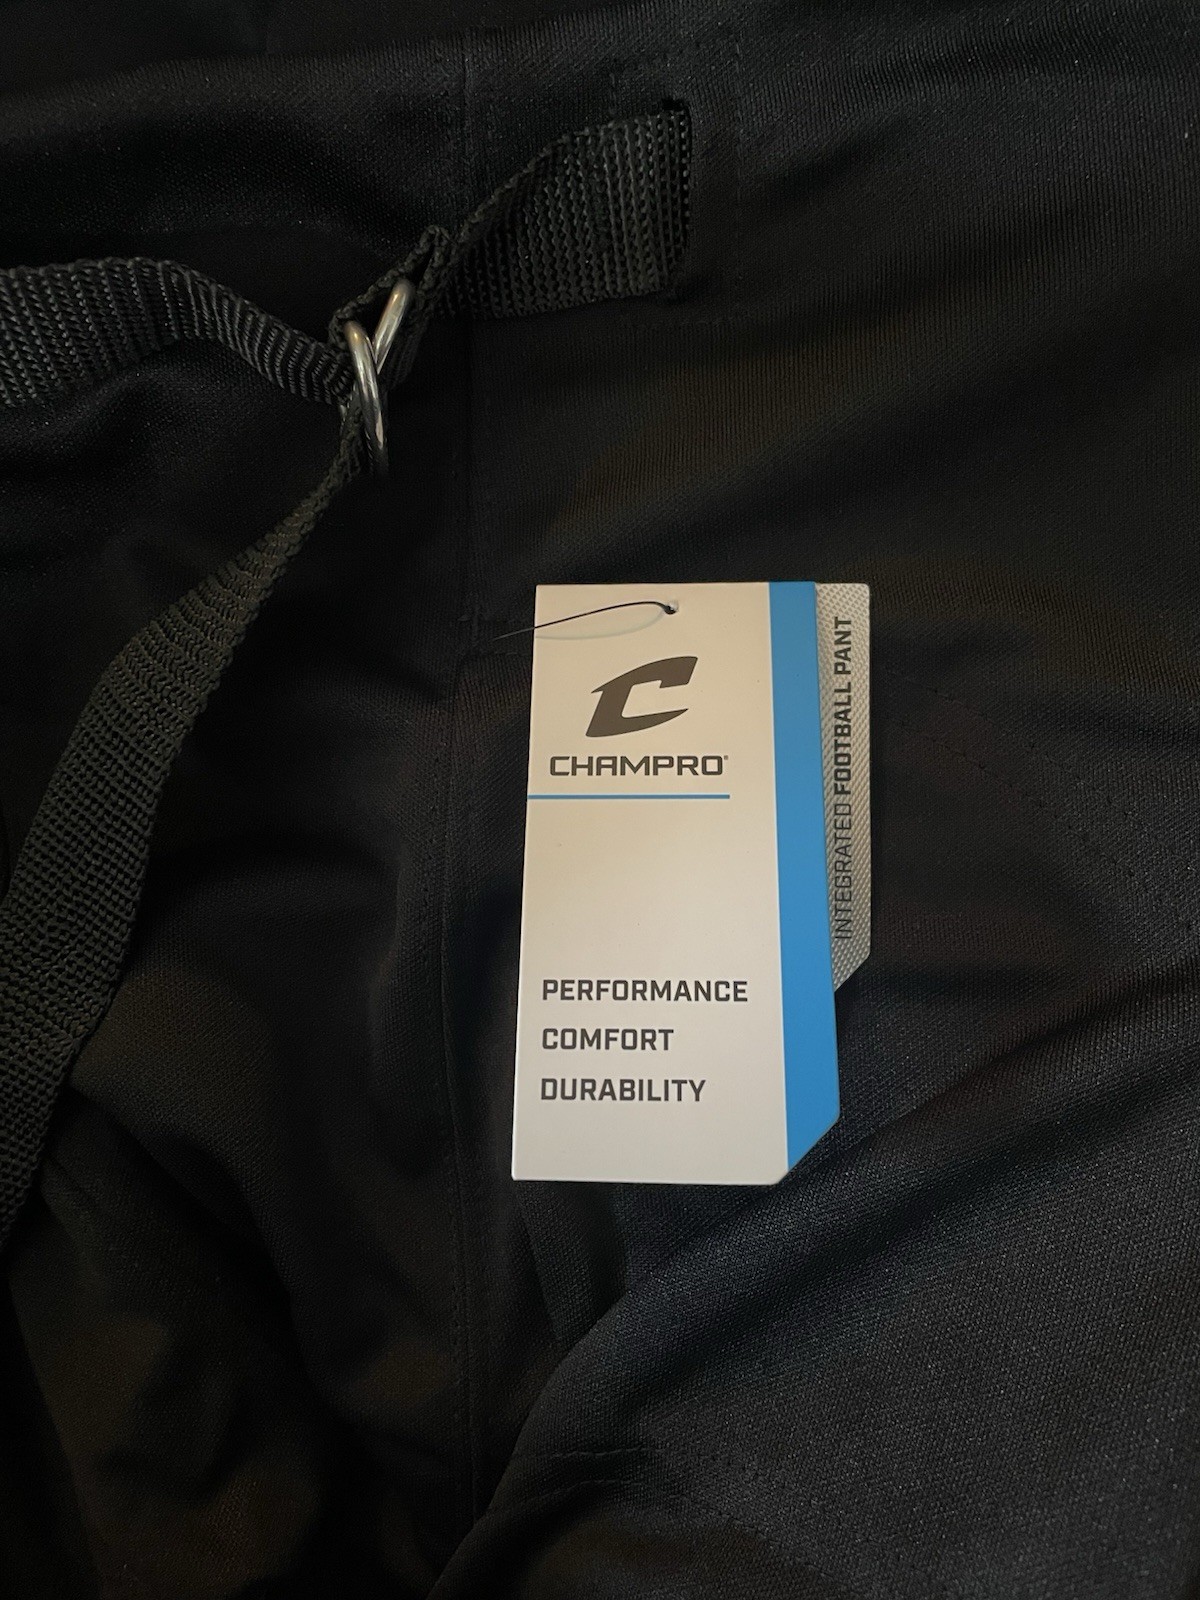 CHAMPRO®
PERFORMANCE
COMFORT
DURABILITY
INTEGRATED FOOTBALL PANT